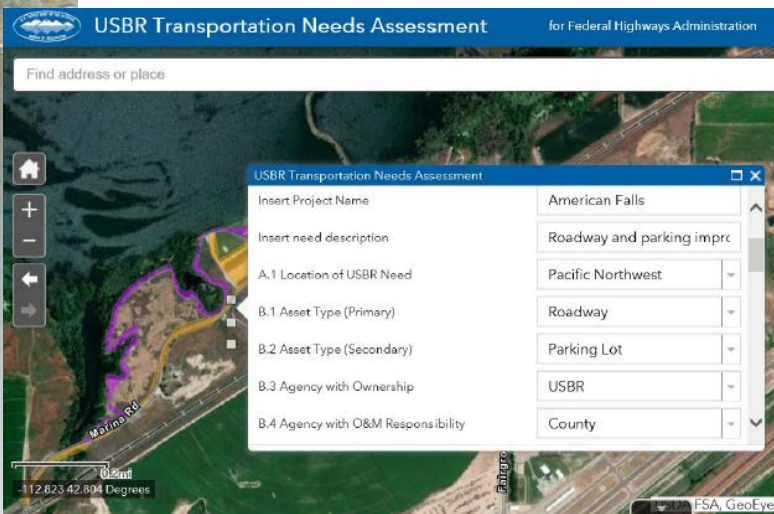 USBR Transportation Needs Assessment
for Federal Highways Administration
Find address or place
USBR Transportation Needs Assessment
Insert Project Name
American Falls
Insert need description
Roadway and parking impro
A.1 Location of USBR Need
Pacific Northwest
B.1 Asset Type (Primary)
Roadway
B.2 Asset Type (Secondary)
Parking Lot
B.3 Agency with Ownership
USBR
B.4 Agency with O&M Responsibility
County
Marina Rd
0.2mi
-112.823 42.804 Degrees
Fairgro
USDA FSA, GeoEye